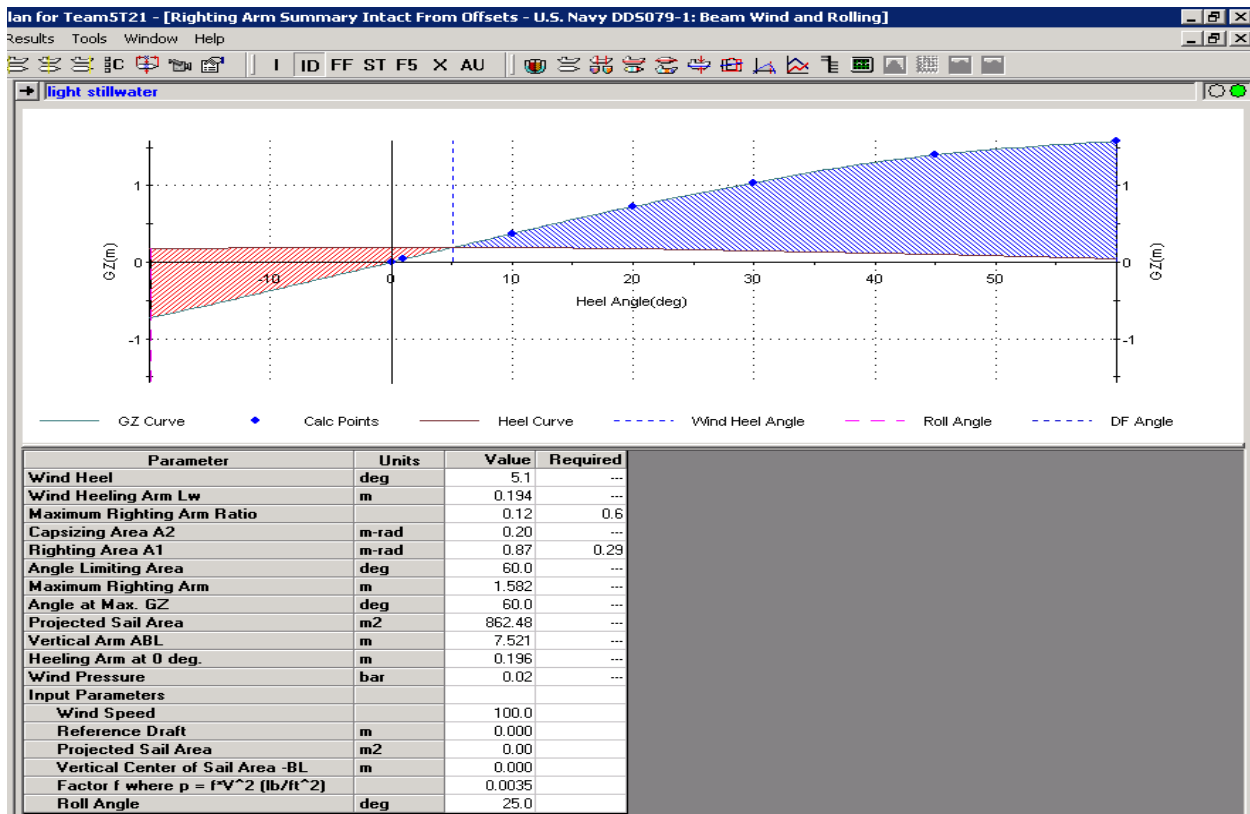 lan for Team5T21 - [Righting Arm Summary Intact From Offsets - U.S. Navy DDS079-1: Beam Wind and Rolling]
Results Tools Window Help
I ID FF ST F5 X AU
light stillwater
1 1
GZ(m) 0 0 GZ(m)
-10 0 10 20 30 40 50
Heel Angle(deg)
-1 -1
GZ Curve Calc Points Heel Curve Wind Heel Angle Roll Angle DF Angle
Parameter Units Value Required
Wind Heel deg 5.1 ---
Wind Heeling Arm Lw m 0.194 ---
Maximum Righting Arm Ratio 0.12 0.6
Capsizing Area A2 m-rad 0.20 ---
Righting Area A1 m-rad 0.87 0.29
Angle Limiting Area deg 60.0 ---
Maximum Righting Arm m 1.582 ---
Angle at Max. GZ deg 60.0 ---
Projected Sail Area m2 862.48 ---
Vertical Arm ABL m 7.521 ---
Heeling Arm at 0 deg. m 0.196 ---
Wind Pressure bar 0.02 ---
Input Parameters
Wind Speed 100.0
Reference Draft m 0.000
Projected Sail Area m2 0.00
Vertical Center of Sail Area -BL m 0.000
Factor f where p = f*V^2 (lb/ft^2) 0.0035
Roll Angle deg 25.0